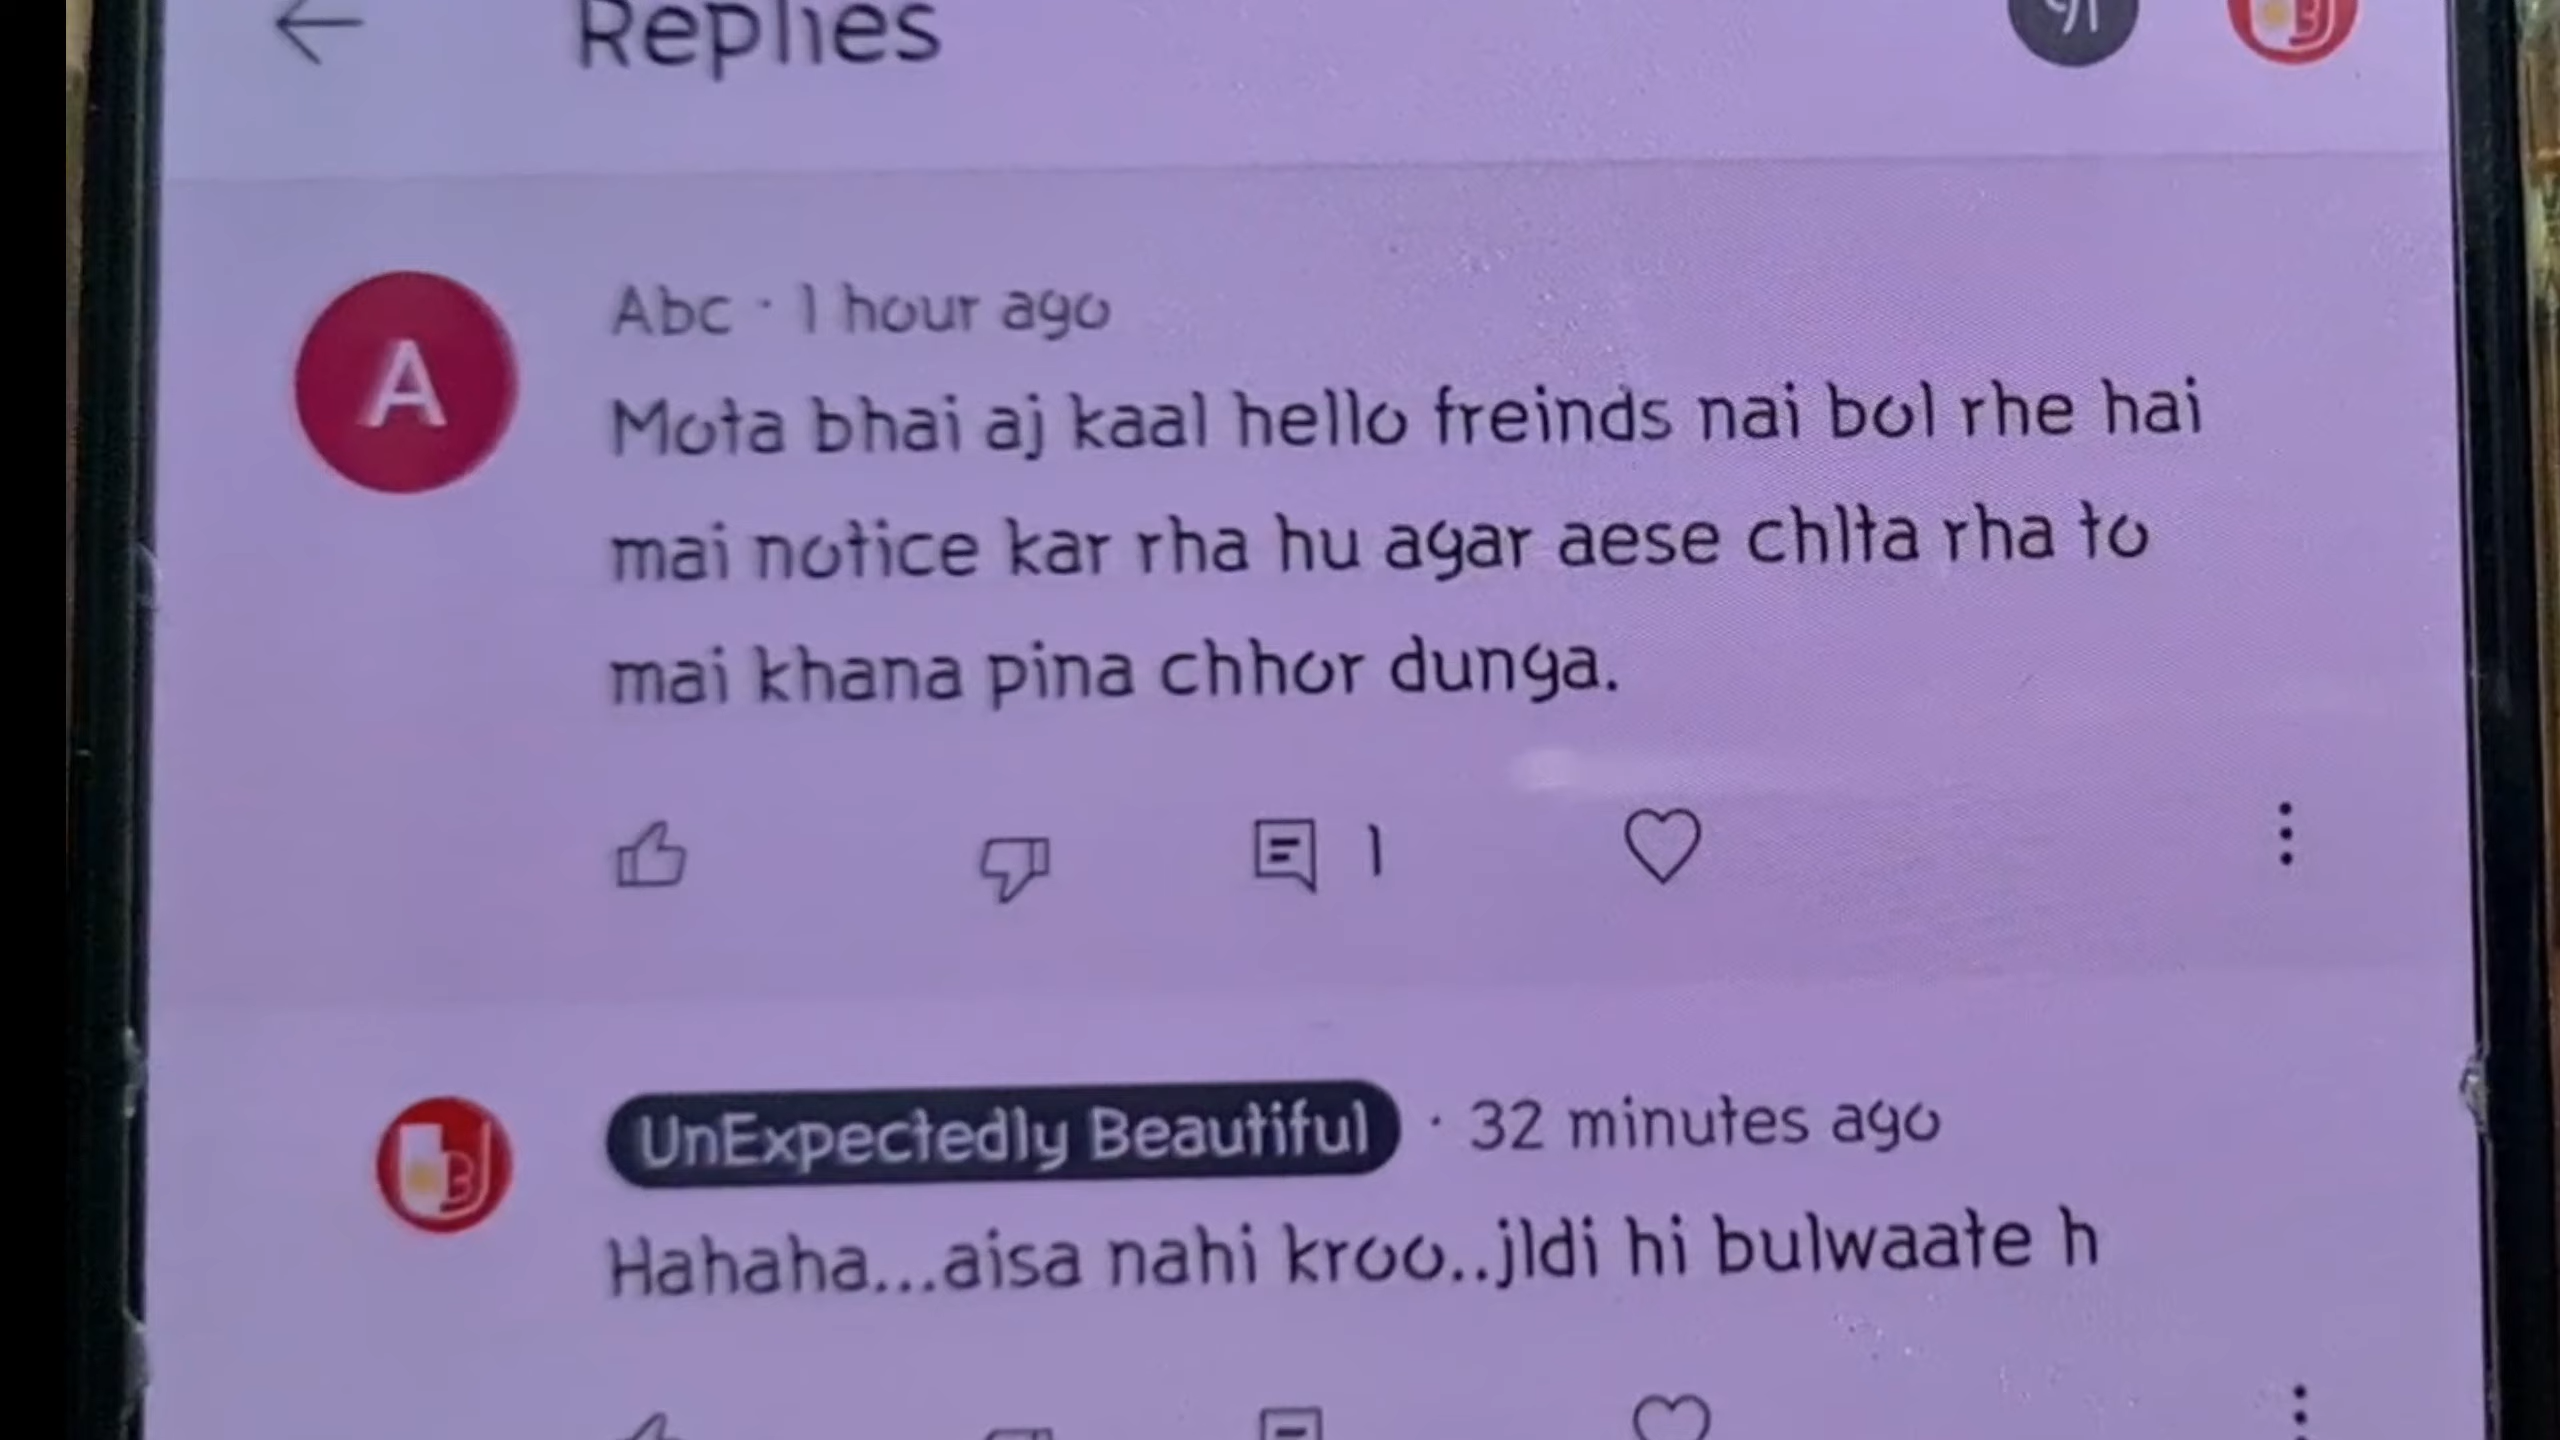 Replies
A
Abc · 1 hour ago
Mota bhai aj kaal hello freinds nai bol rhe hai
mai notice kar rha hu agar aese chlta rha to
mai khana pina chhor dunga.
1
UnExpectedly Beautiful · 32 minutes ago
Hahaha...aisa nahi kroo..jldi hi bulwaate h